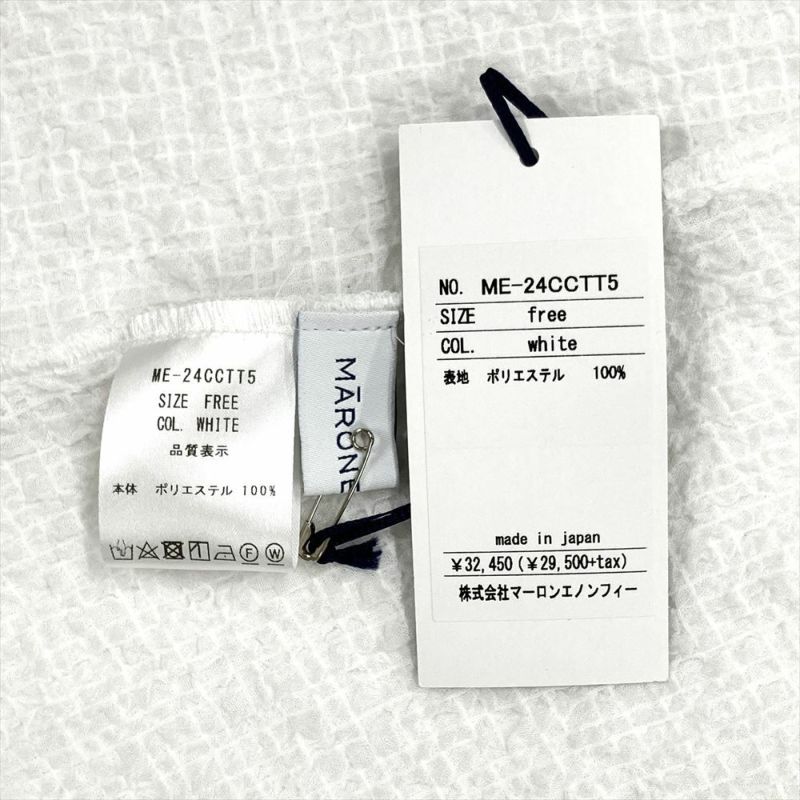 ME-24CCTT5
SIZE FREE
COL. WHITE
品質表示
本体 ポリエステル 100%
F W
MĀRONE
NO. ME-24CCTT5
SIZE free
COL. white
表地 ポリエステル 100%
made in japan
¥32,450(¥29,500+tax)
株式会社マーロンエノンフィー